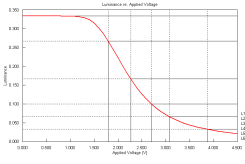 Luminance vs. Applied Voltage
0.350
0.300
0.250
0.200
0.150
0.100
0.050
0.000
Luminance
L1
L2
L3
L4
L5
L6
0.000 0.500 1.000 1.500 2.000 2.500 3.000 3.500 4.000 4.500
Applied Voltage (V)